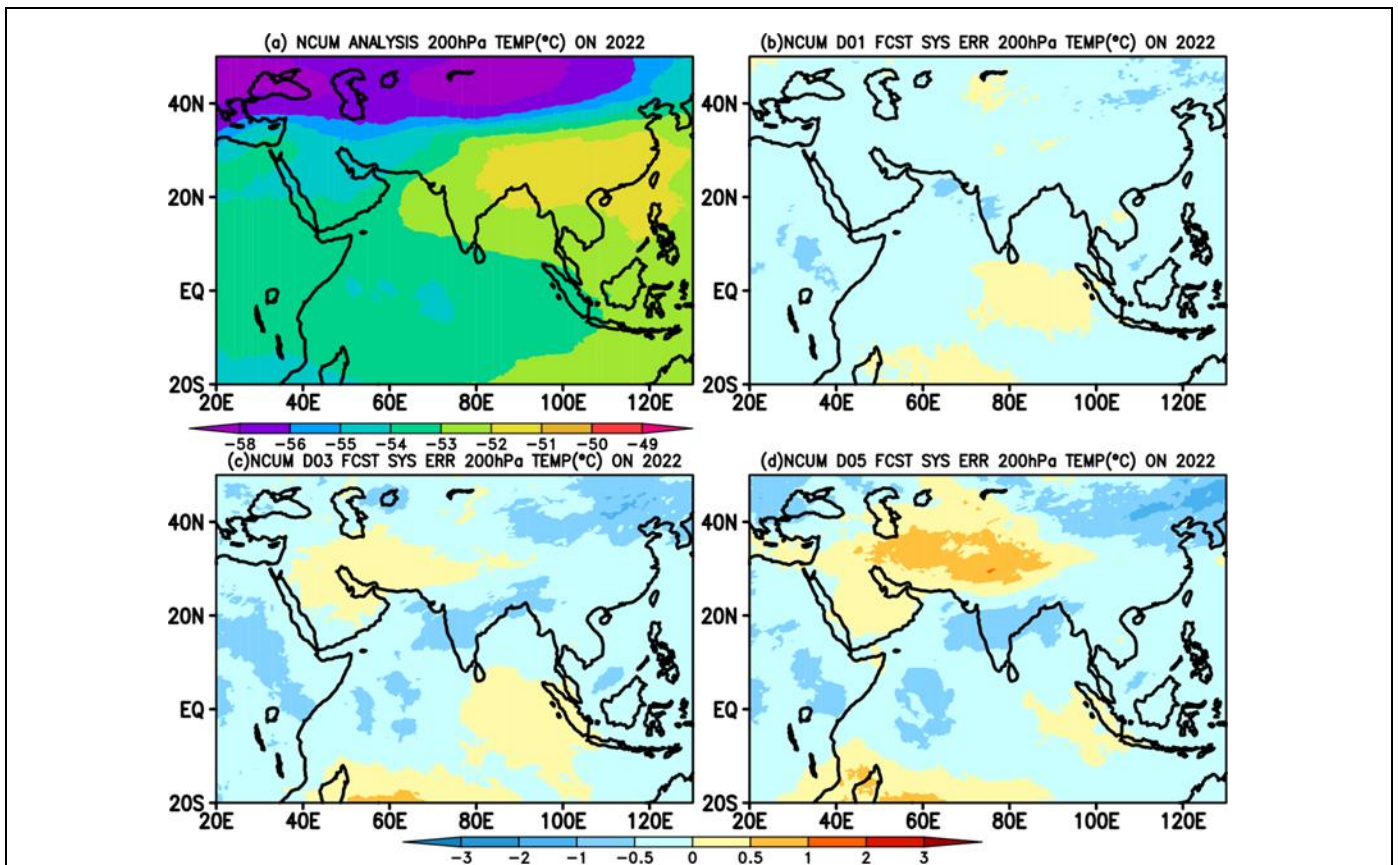 (a) NCUM ANALYSIS 200hPa TEMP(°C) ON 2022
40N
20N
EQ
20S
20E 40E 60E 80E 100E 120E
-58 -56 -55 -54 -53 -52 -51 -50 -49
(b)NCUM D01 FCST SYS ERR 200hPa TEMP(°C) ON 2022
40N
20N
EQ
20S
20E 40E 60E 80E 100E 120E
(c)NCUM D03 FCST SYS ERR 200hPa TEMP(°C) ON 2022
40N
20N
EQ
20S
20E 40E 60E 80E 100E 120E
(d)NCUM D05 FCST SYS ERR 200hPa TEMP(°C) ON 2022
40N
20N
EQ
20S
20E 40E 60E 80E 100E 120E
-3 -2 -1 -0.5 0 0.5 1 2 3